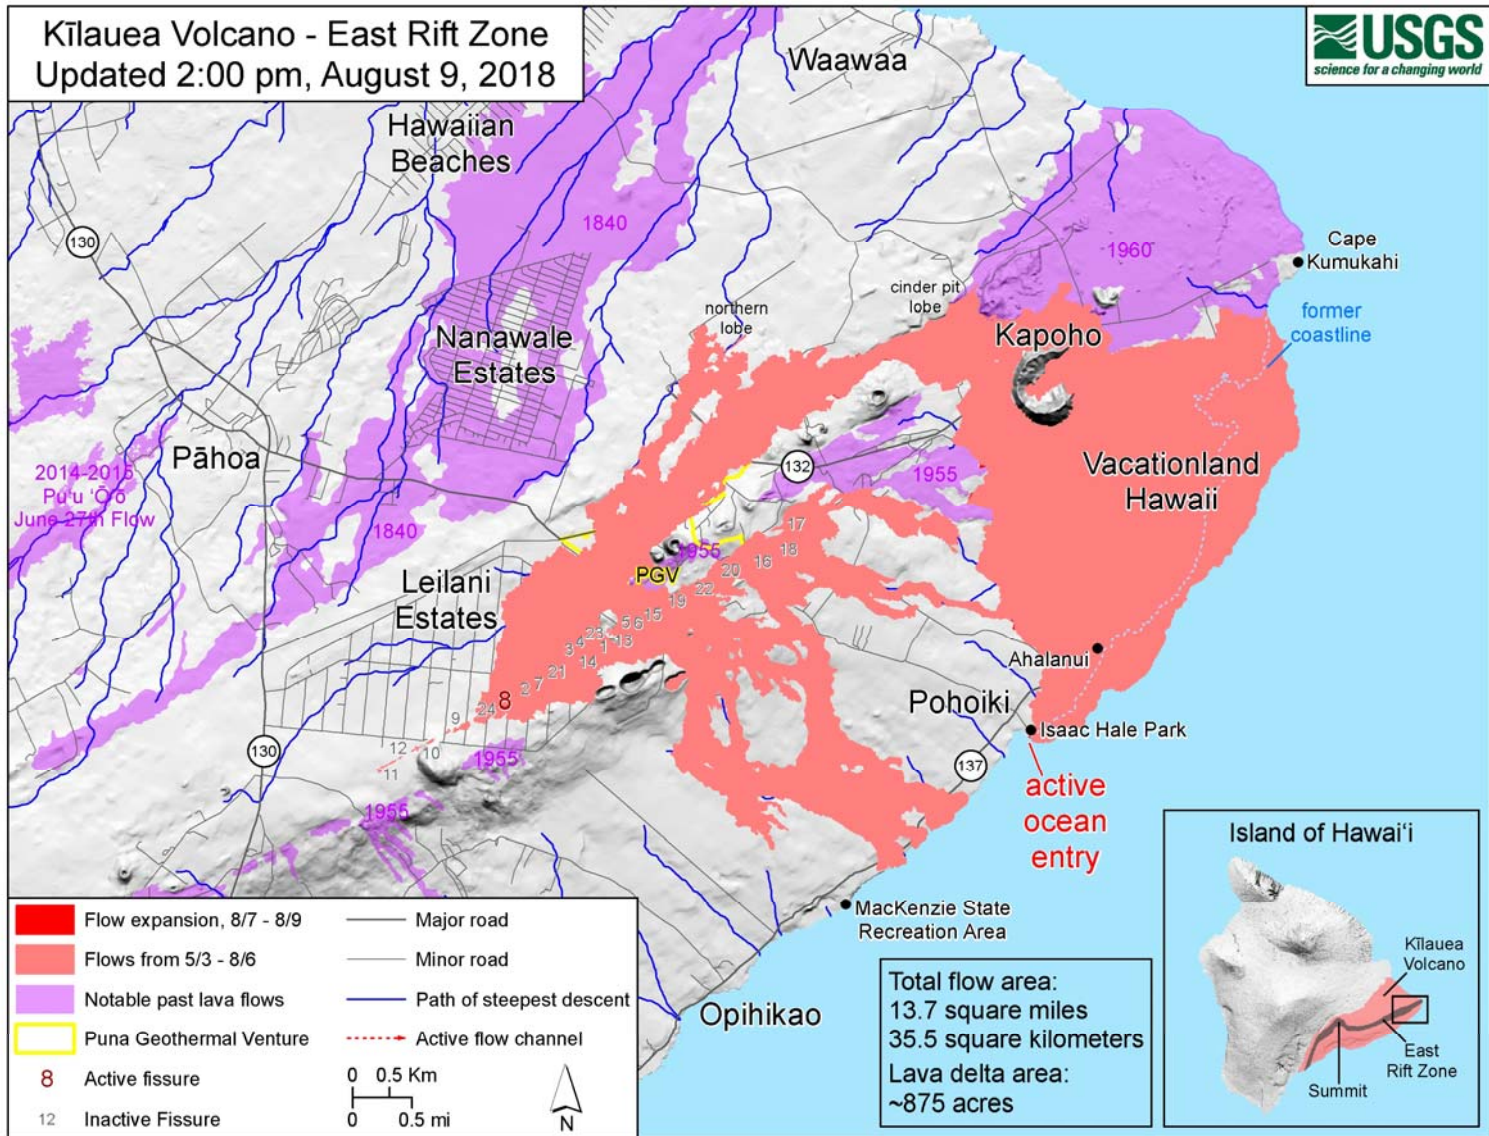 Kīlauea Volcano - East Rift Zone
Updated 2:00 pm, August 9, 2018
USGS
science for a changing world
Waawaa
Hawaiian
Beaches
1840
130
1960
Cape
Kumukahi
former
coastline
cinder pit
lobe
northern
lobe
Kapoho
Nanawale
Estates
Pāhoa
132
1955
Vacationland
Hawaii
2014-2015
Pu'u ʻŌʻō
June 27th Flow
1840
17
18
16
1955
20
PGV
22
19
Leilani
Estates
15
5
6
23
13
4
1
3
14
21
7
2
8
24
9
12
10
11
1955
1955
130
Ahalanui
Pohoiki
Isaac Hale Park
137
active
ocean
entry
MacKenzie State
Recreation Area
Opihikao
Flow expansion, 8/7 - 8/9
Flows from 5/3 - 8/6
Notable past lava flows
Puna Geothermal Venture
8 Active fissure
12 Inactive Fissure
Major road
Minor road
Path of steepest descent
Active flow channel
0 0.5 Km
0 0.5 mi
N
Total flow area:
13.7 square miles
35.5 square kilometers
Lava delta area:
~875 acres
Island of Hawaiʻi
Kīlauea
Volcano
East
Rift Zone
Summit